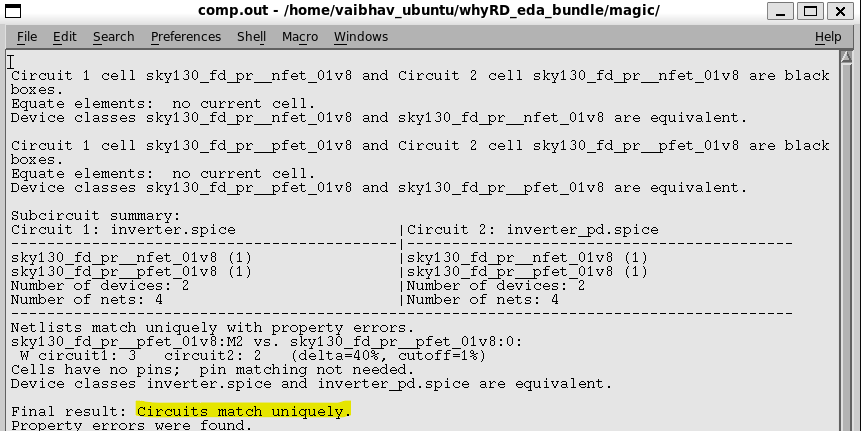 comp.out - /home/vaibhav_ubuntu/whyRD_eda_bundle/magic/
File Edit Search Preferences Shell Macro Windows Help
Circuit 1 cell sky130_fd_pr__nfet_01v8 and Circuit 2 cell sky130_fd_pr__nfet_01v8 are black
boxes.
Equate elements:  no current cell.
Device classes sky130_fd_pr__nfet_01v8 and sky130_fd_pr__nfet_01v8 are equivalent.
Circuit 1 cell sky130_fd_pr__pfet_01v8 and Circuit 2 cell sky130_fd_pr__pfet_01v8 are black
boxes.
Equate elements:  no current cell.
Device classes sky130_fd_pr__pfet_01v8 and sky130_fd_pr__pfet_01v8 are equivalent.
Subcircuit summary:
Circuit 1: inverter.spice |Circuit 2: inverter_pd.spice
-------------------------------------------|-------------------------------------------
sky130_fd_pr__nfet_01v8 (1) |sky130_fd_pr__nfet_01v8 (1)
sky130_fd_pr__pfet_01v8 (1) |sky130_fd_pr__pfet_01v8 (1)
Number of devices: 2 |Number of devices: 2
Number of nets: 4 |Number of nets: 4
---------------------------------------------------------------------------------------
Netlists match uniquely with property errors.
sky130_fd_pr__pfet_01v8:M2 vs. sky130_fd_pr__pfet_01v8:0:
 W circuit1: 3   circuit2: 2   (delta=40%, cutoff=1%)
Cells have no pins;  pin matching not needed.
Device classes inverter.spice and inverter_pd.spice are equivalent.
Final result: Circuits match uniquely.
Property errors were found.